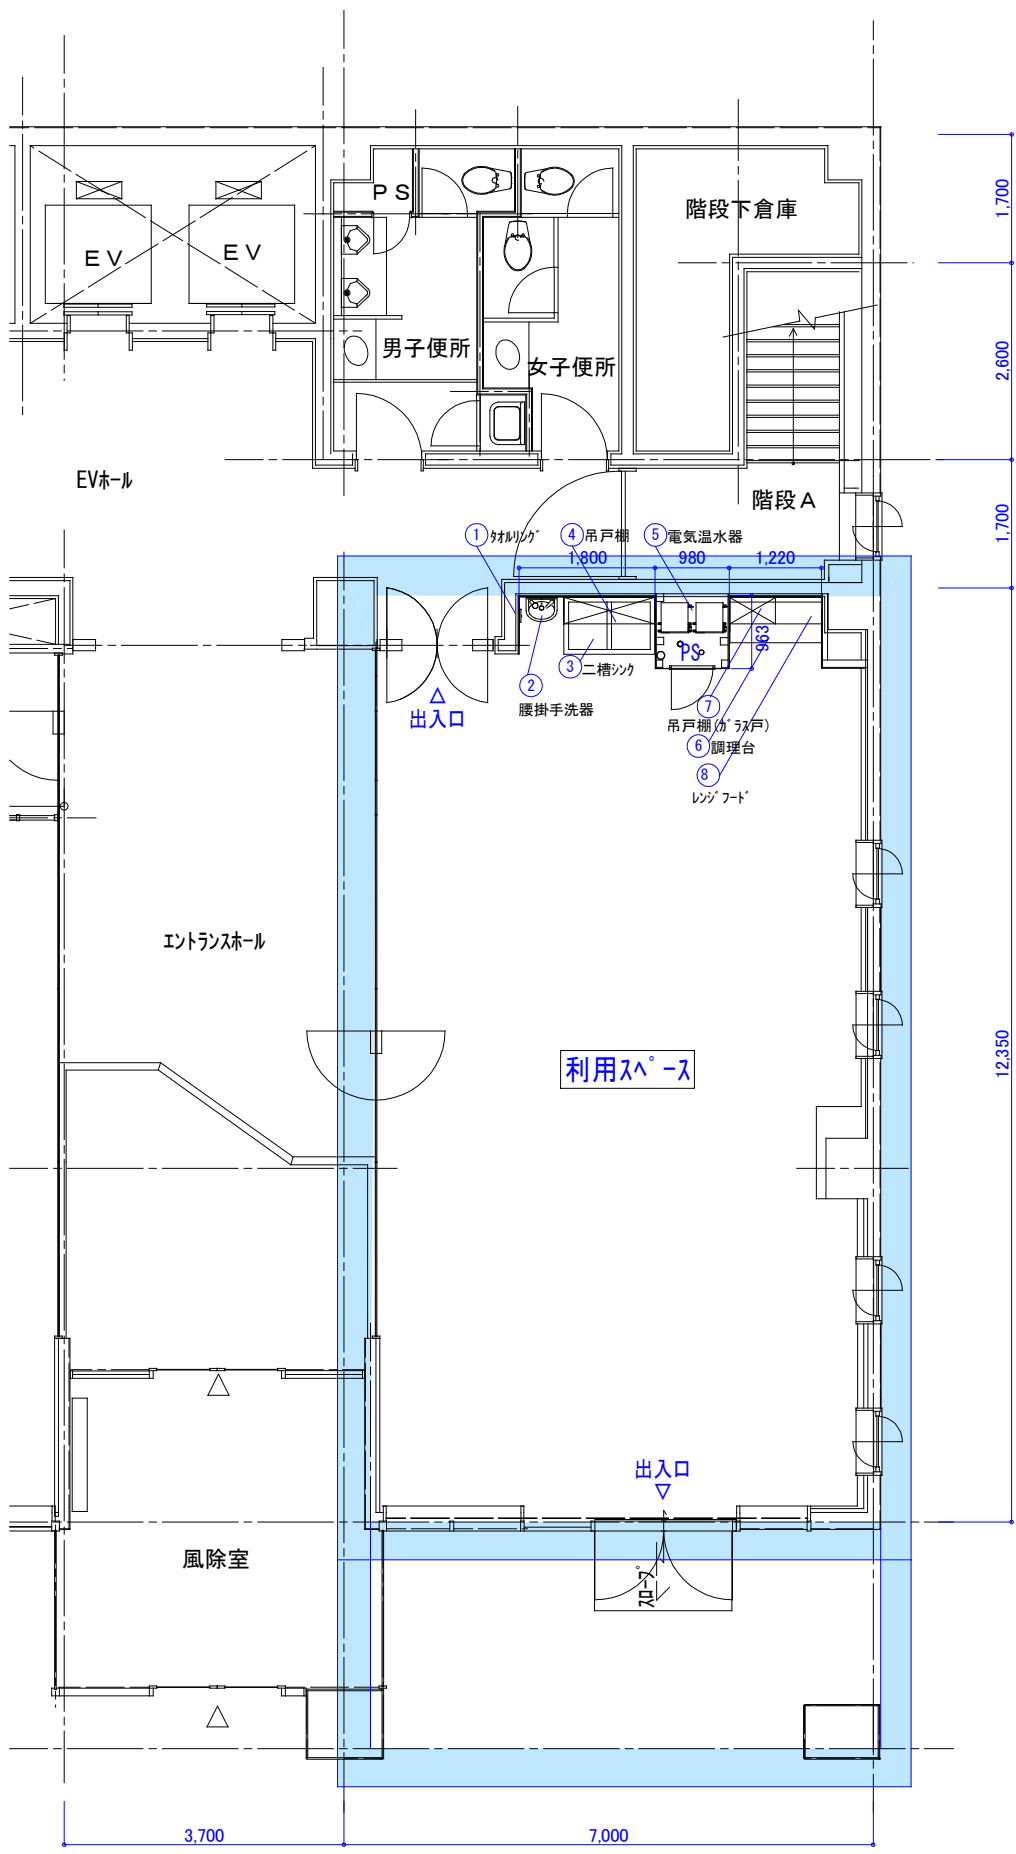 PS
階段下倉庫
1,700
EV
EV
男子便所
女子便所
2,600
EVホール
階段A
1,700
① タオルリング
④ 吊戸棚
⑤ 電気温水器
1,800
980
1,220
963
PS
③ 二槽シンク
②
腰掛手洗器
出入口
⑦
吊戸棚(ガラス戸)
⑥ 調理台
⑧
レンジフード
エントランスホール
利用スペース
12,350
出入口
風除室
スロープ
3,700
7,000